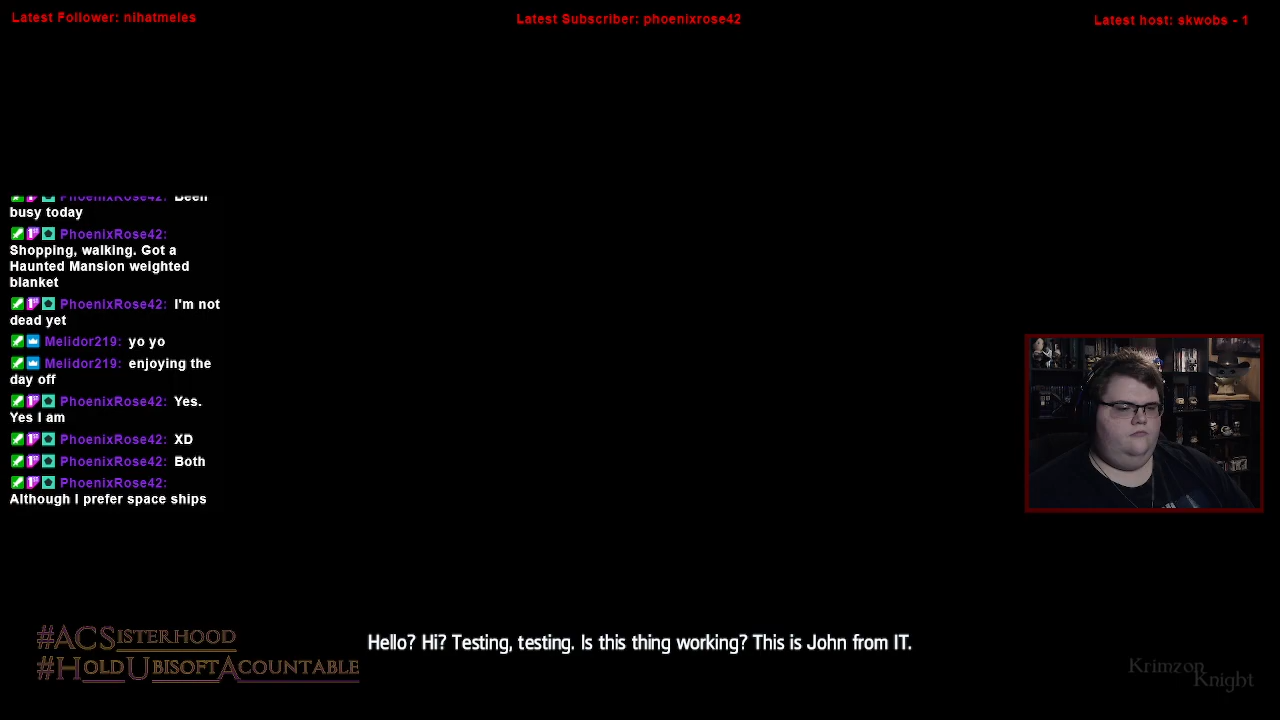 Latest Follower: nihatmeles
Latest Subscriber: phoenixrose42
Latest host: skwobs - 1
PhoenixRose42: Been
busy today
PhoenixRose42:
Shopping, walking. Got a
Haunted Mansion weighted
blanket
PhoenixRose42: I'm not
dead yet
Melidor219: yo yo
Melidor219: enjoying the
day off
PhoenixRose42: Yes.
Yes I am
PhoenixRose42: XD
PhoenixRose42: Both
PhoenixRose42:
Although I prefer space ships
#ACSisterhood
#HoldUbisoftAcountable
Hello? Hi? Testing, testing. Is this thing working? This is John from IT.
Krimzon
Knight